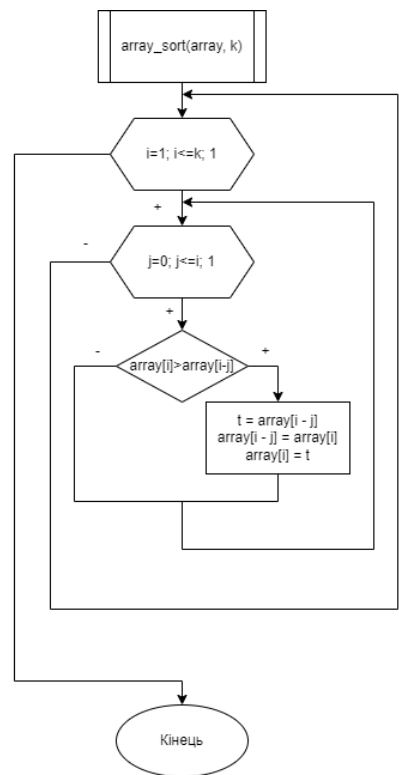 array_sort(array, k)
i=1; i<=k; 1
+
-
j=0; j<=i; 1
+
-
array[i]>array[i-j]
+
t = array[i - j]
array[i - j] = array[i]
array[i] = t
Кінець